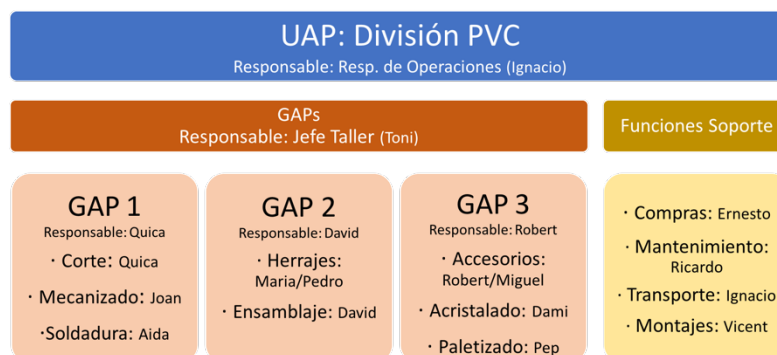 UAP: División PVC
Responsable: Resp. de Operaciones (Ignacio)
GAPs
Responsable: Jefe Taller (Toni)
Funciones Soporte
GAP 1
Responsable: Quica
· Corte: Quica
· Mecanizado: Joan
·Soldadura: Aida
GAP 2
Responsable: David
· Herrajes:
Maria/Pedro
· Ensamblaje: David
GAP 3
Responsable: Robert
· Accesorios:
Robert/Miguel
· Acristalado: Dami
· Paletizado: Pep
· Compras: Ernesto
· Mantenimiento:
Ricardo
· Transporte: Ignacio
· Montajes: Vicent